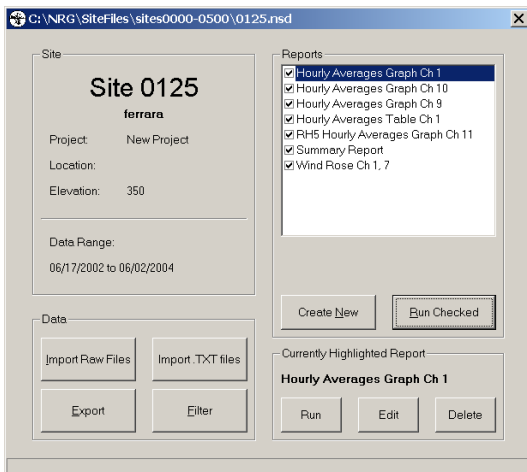 C:\NRG\SiteFiles\sites0000-0500\0125.nsd
Site
Site 0125
ferrara
Project: New Project
Location:
Elevation: 350
Data Range:
06/17/2002 to 06/02/2004
Data
Import Raw Files
Import .TXT files
Export
Filter
Reports
Hourly Averages Graph Ch 1
Hourly Averages Graph Ch 10
Hourly Averages Graph Ch 9
Hourly Averages Table Ch 1
RH5 Hourly Averages Graph Ch 11
Summary Report
Wind Rose Ch 1, 7
Create New
Run Checked
Currently Highlighted Report
Hourly Averages Graph Ch 1
Run
Edit
Delete